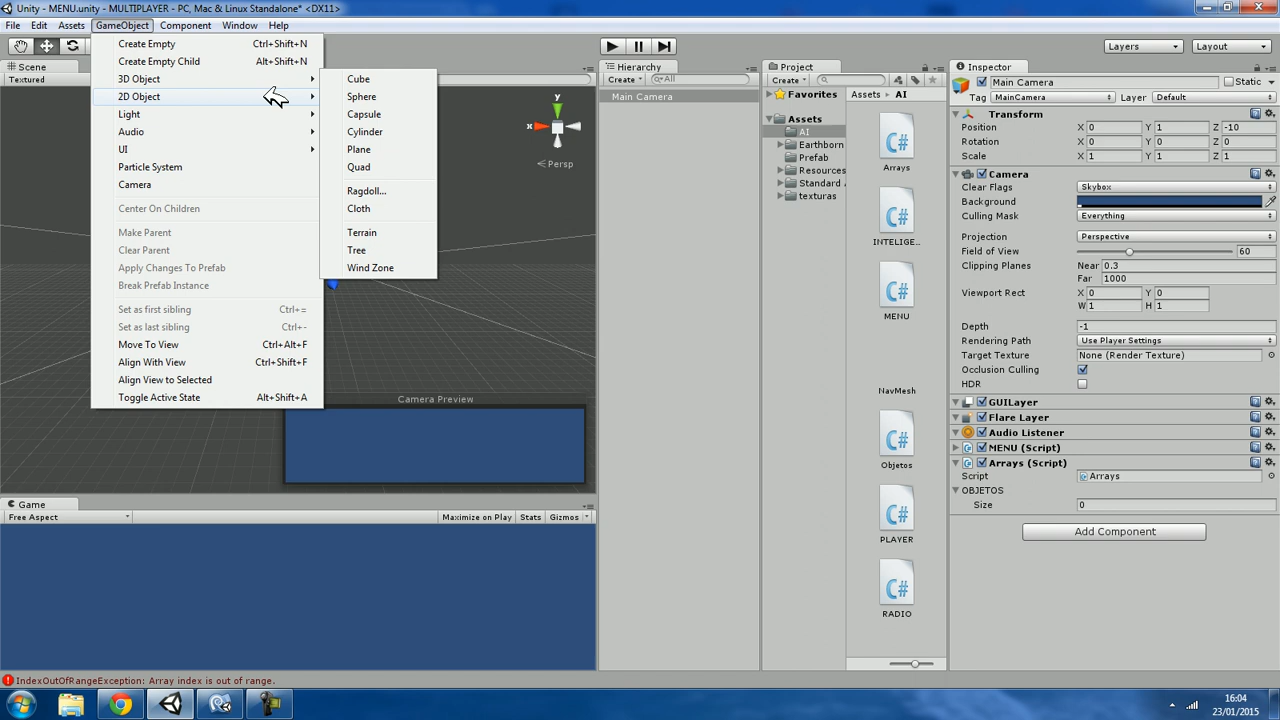 Unity - MENU.unity - MULTIPLAYER - PC, Mac & Linux Standalone* <DX11>
File Edit Assets GameObject Component Window Help
Layers Layout
Scene
Textured
Create Empty Ctrl+Shift+N
Create Empty Child Alt+Shift+N
3D Object
2D Object
Light
Audio
UI
Particle System
Camera
Center On Children
Make Parent
Clear Parent
Apply Changes To Prefab
Break Prefab Instance
Set as first sibling Ctrl+=
Set as last sibling Ctrl+-
Move To View Ctrl+Alt+F
Align With View Ctrl+Shift+F
Align View to Selected
Toggle Active State Alt+Shift+A
Cube
Sphere
Capsule
Cylinder
Plane
Quad
Ragdoll...
Cloth
Terrain
Tree
Wind Zone
y
x
Persp
Camera Preview
Game
Free Aspect Maximize on Play Stats Gizmos
Hierarchy
Create All
Main Camera
Project
Create
Favorites
Assets
AI
Earthborn
Prefab
Resources
Standard
texturas
Assets AI
C#
Arrays
C#
INTELIGE...
C#
MENU
NavMesh
C#
Objetos
C#
PLAYER
C#
RADIO
Inspector
Main Camera Static
Tag MainCamera Layer Default
Transform
Position X 0 Y 1 Z -10
Rotation X 0 Y 0 Z 0
Scale X 1 Y 1 Z 1
Camera
Clear Flags Skybox
Background
Culling Mask Everything
Projection Perspective
Field of View 60
Clipping Planes Near 0.3
Far 1000
Viewport Rect X 0 Y 0
W 1 H 1
Depth -1
Rendering Path Use Player Settings
Target Texture None (Render Texture)
Occlusion Culling
HDR
GUILayer
Flare Layer
Audio Listener
MENU (Script)
Arrays (Script)
Script Arrays
OBJETOS
Size 0
Add Component
IndexOutOfRangeException: Array index is out of range.
16:04
23/01/2015